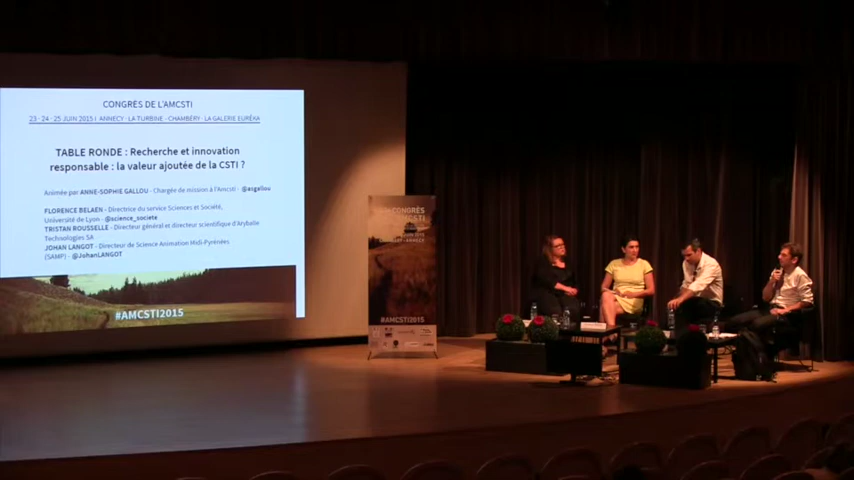 CONGRÈS DE L'AMCSTI
23 - 24 - 25 JUIN 2015 I ANNECY · LA TURBINE - CHAMBÉRY · LA GALERIE EURÊKA
TABLE RONDE : Recherche et innovation
responsable : la valeur ajoutée de la CSTI ?
Animée par ANNE-SOPHIE GALLOU - Chargée de mission à l'Amcsti - @asgallou
FLORENCE BELAËN - Directrice du service Sciences et Société,
Université de Lyon - @science_societe
TRISTAN ROUSSELLE - Directeur général et directeur scientifique d'Aryballe
Technologies SA
JOHAN LANGOT - Directeur de Science Animation Midi-Pyrénées
(SAMP) - @JohanLANGOT
#AMCSTI2015
CONGRÈS
#AMCSTI2015